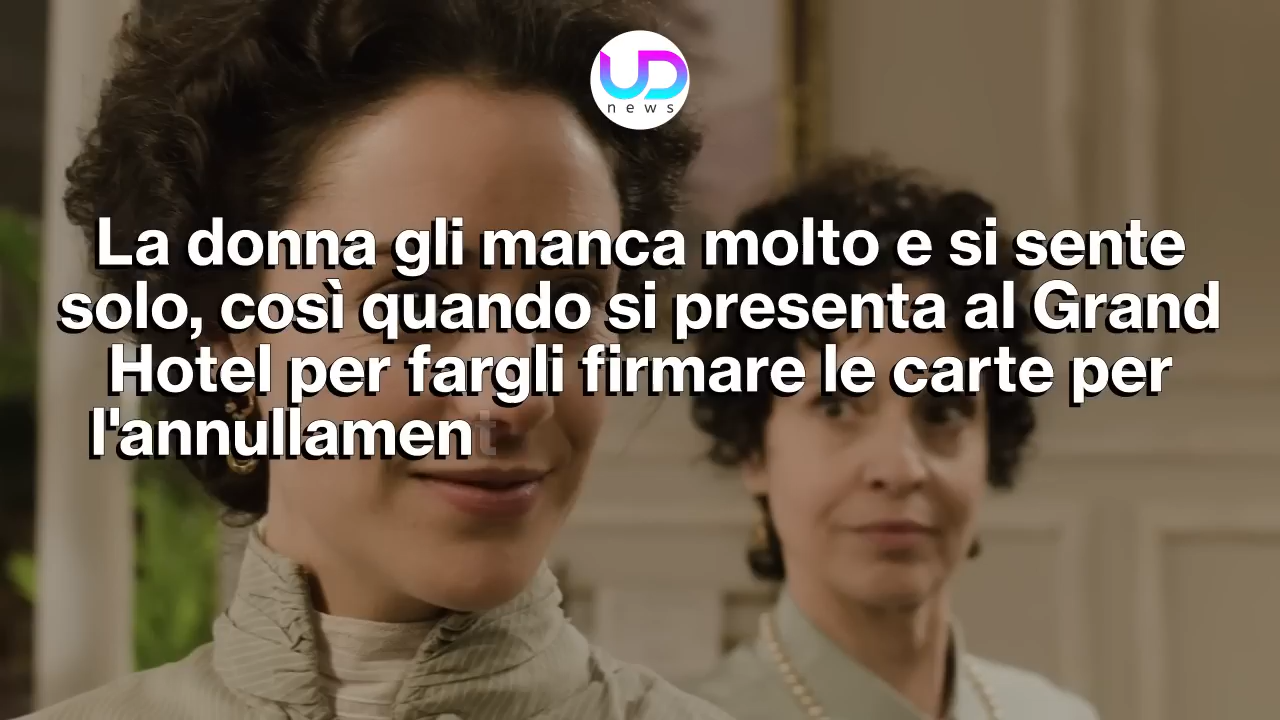 UD
news
La donna gli manca molto e si sente
solo, così quando si presenta al Grand
Hotel per fargli firmare le carte per
l'annullament